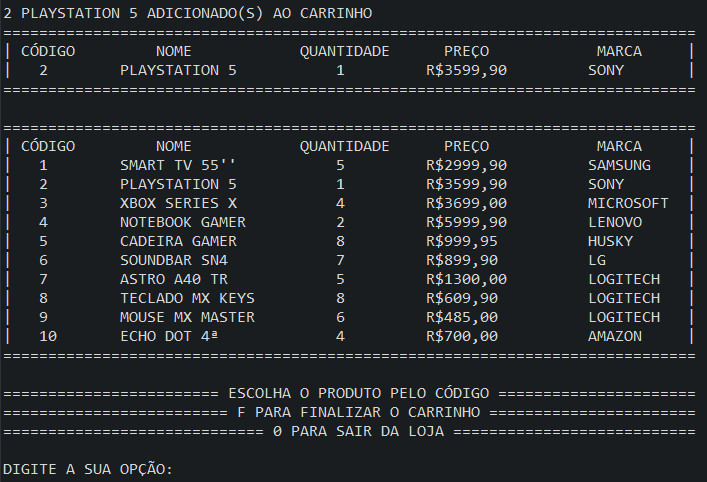 2 PLAYSTATION 5 ADICIONADO(S) AO CARRINHO
=============================================================================
| CÓDIGO         NOME            QUANTIDADE      PREÇO            MARCA     |
|   2        PLAYSTATION 5           1         R$3599,90         SONY       |
=============================================================================

=============================================================================
| CÓDIGO         NOME            QUANTIDADE      PREÇO            MARCA     |
|   1        SMART TV 55''           5         R$2999,90         SAMSUNG    |
|   2        PLAYSTATION 5           1         R$3599,90         SONY       |
|   3        XBOX SERIES X           4         R$3699,00         MICROSOFT  |
|   4        NOTEBOOK GAMER          2         R$5999,90         LENOVO     |
|   5        CADEIRA GAMER           8         R$999,95          HUSKY      |
|   6        SOUNDBAR SN4            7         R$899,90          LG         |
|   7        ASTRO A40 TR            5         R$1300,00         LOGITECH   |
|   8        TECLADO MX KEYS         8         R$609,90          LOGITECH   |
|   9        MOUSE MX MASTER         6         R$485,00          LOGITECH   |
|   10       ECHO DOT 4ª             4         R$700,00          AMAZON     |
=============================================================================

======================== ESCOLHA O PRODUTO PELO CÓDIGO ======================
========================= F PARA FINALIZAR O CARRINHO =======================
============================= 0 PARA SAIR DA LOJA ===========================

DIGITE A SUA OPÇÃO: